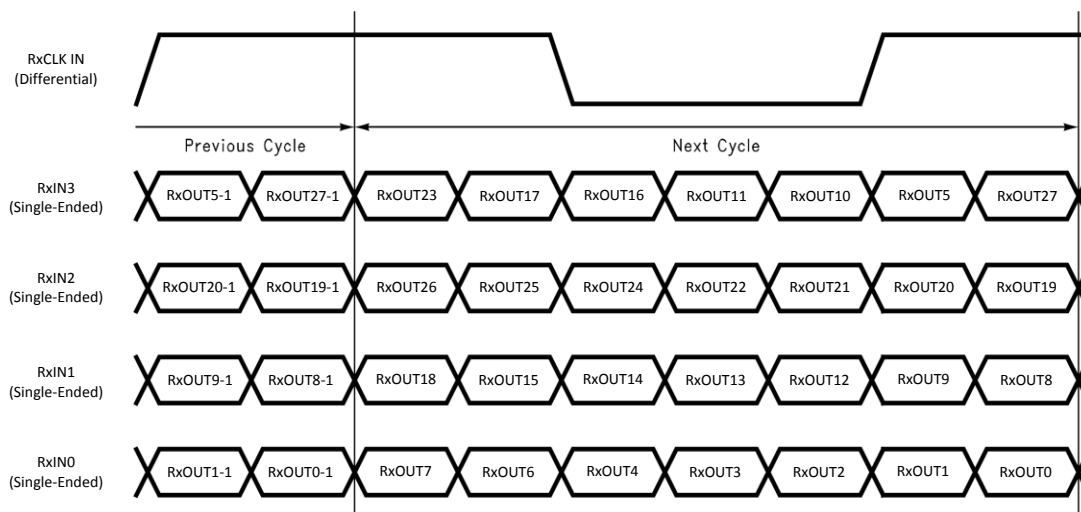 RxCLK IN
(Differential)
Previous Cycle
Next Cycle
RxIN3
(Single-Ended)
RxOUT5-1 RxOUT27-1 RxOUT23 RxOUT17 RxOUT16 RxOUT11 RxOUT10 RxOUT5 RxOUT27
RxIN2
(Single-Ended)
RxOUT20-1 RxOUT19-1 RxOUT26 RxOUT25 RxOUT24 RxOUT22 RxOUT21 RxOUT20 RxOUT19
RxIN1
(Single-Ended)
RxOUT9-1 RxOUT8-1 RxOUT18 RxOUT15 RxOUT14 RxOUT13 RxOUT12 RxOUT9 RxOUT8
RxIN0
(Single-Ended)
RxOUT1-1 RxOUT0-1 RxOUT7 RxOUT6 RxOUT4 RxOUT3 RxOUT2 RxOUT1 RxOUT0